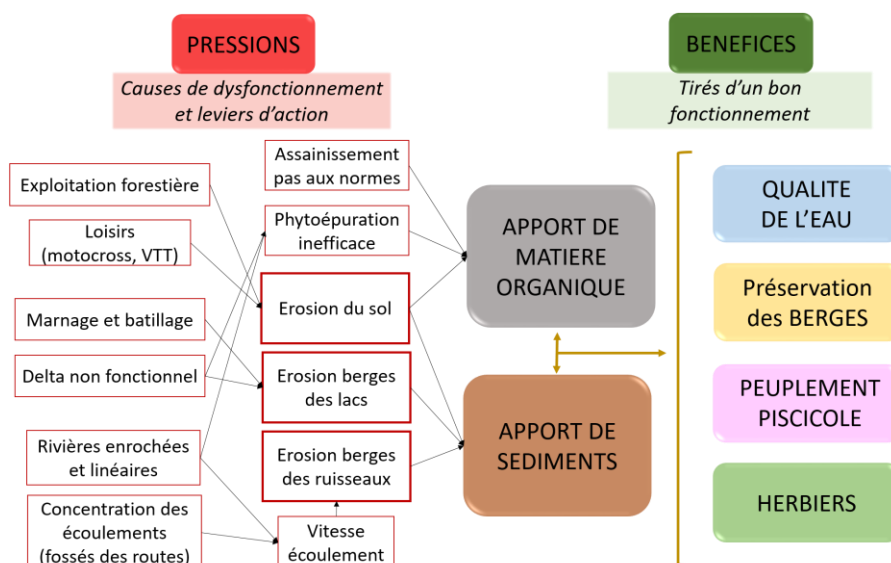 PRESSIONS
Causes de dysfonctionnement
et leviers d'action
BENEFICES
Tirés d'un bon
fonctionnement
Exploitation forestière
Loisirs
(motocross, VTT)
Marnage et batillage
Delta non fonctionnel
Rivières enrochées
et linéaires
Concentration des
écoulements
(fossés des routes)
Assainissement
pas aux normes
Phytoépuration
inefficace
Erosion du sol
Erosion berges
des lacs
Erosion berges
des ruisseaux
Vitesse
écoulement
APPORT DE
MATIERE
ORGANIQUE
APPORT DE
SEDIMENTS
QUALITE
DE L'EAU
Préservation
des BERGES
PEUPLEMENT
PISCICOLE
HERBIERS